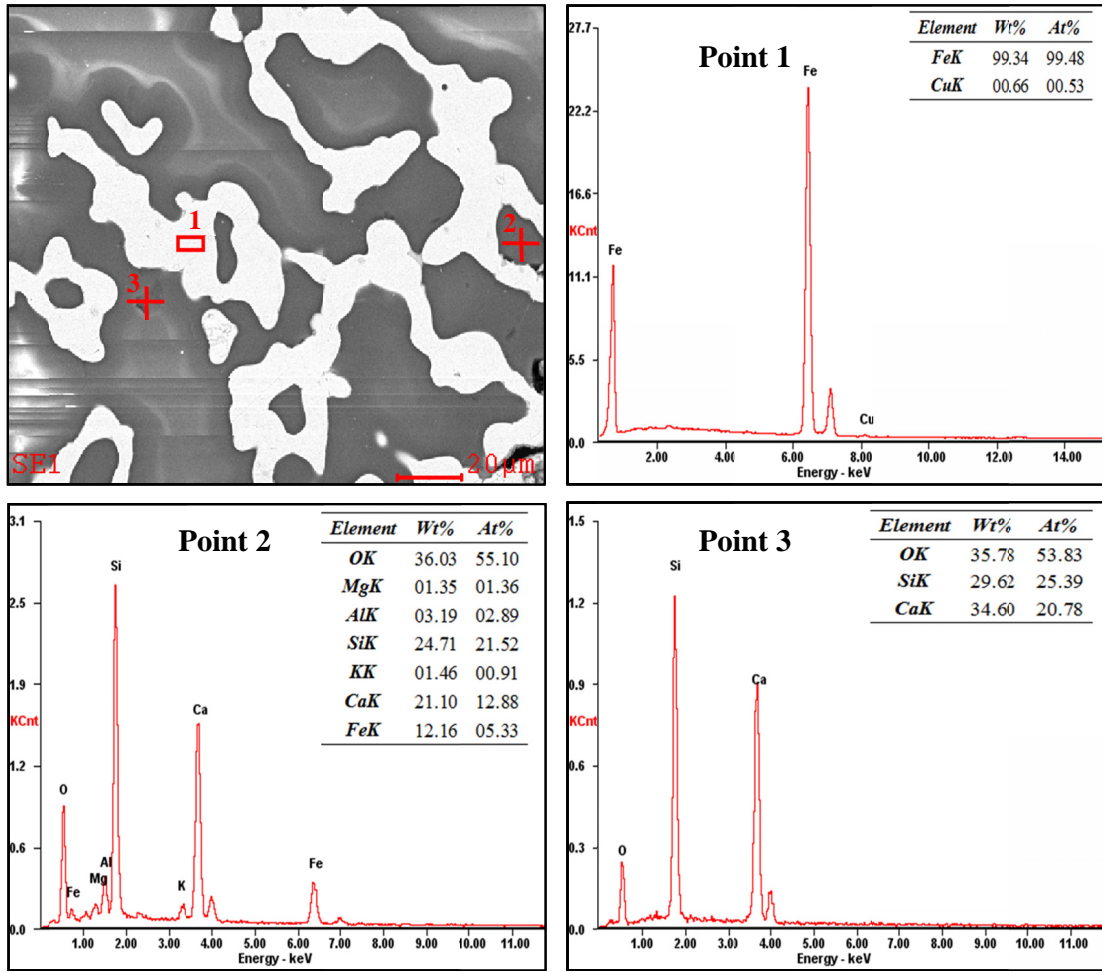 1
2
3
SE1
20µm
Point 1
Element Wt% At%
FeK 99.34 99.48
CuK 00.66 00.53
27.7
22.2
16.6
KCnt
11.1
5.5
0.0
Fe
Fe
Cu
2.00 4.00 6.00 8.00 10.00 12.00 14.00
Energy - keV
Point 2
Element Wt% At%
OK 36.03 55.10
MgK 01.35 01.36
AlK 03.19 02.89
SiK 24.71 21.52
KK 01.46 00.91
CaK 21.10 12.88
FeK 12.16 05.33
3.1
2.5
1.9
KCnt
1.2
0.6
0.0
Si
Ca
O
Fe
Mg
Al
K
Fe
1.00 2.00 3.00 4.00 5.00 6.00 7.00 8.00 9.00 10.00 11.00
Energy - keV
Point 3
Element Wt% At%
OK 35.78 53.83
SiK 29.62 25.39
CaK 34.60 20.78
1.5
1.2
0.9
KCnt
0.6
0.3
0.0
Si
Ca
O
1.00 2.00 3.00 4.00 5.00 6.00 7.00 8.00 9.00 10.00 11.00
Energy - keV